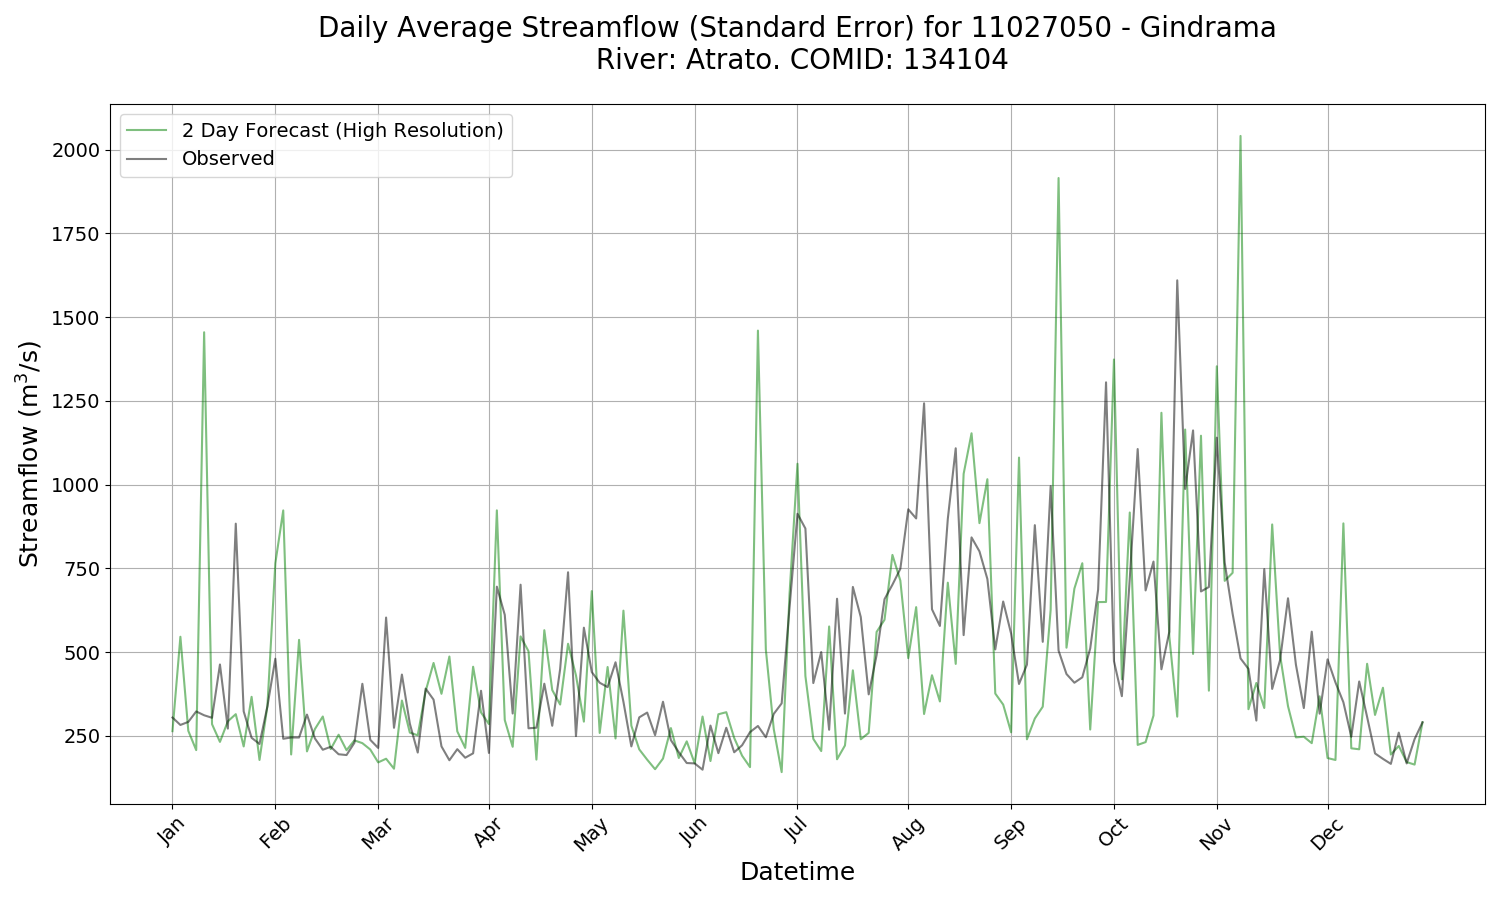 Daily Average Streamflow (Standard Error) for 11027050 - Gindrama
River: Atrato. COMID: 134104
2 Day Forecast (High Resolution)
Observed
2000
1750
1500
1250
1000
750
500
250
Streamflow (m³/s)
Jan Feb Mar Apr May Jun Jul Aug Sep Oct Nov Dec
Datetime